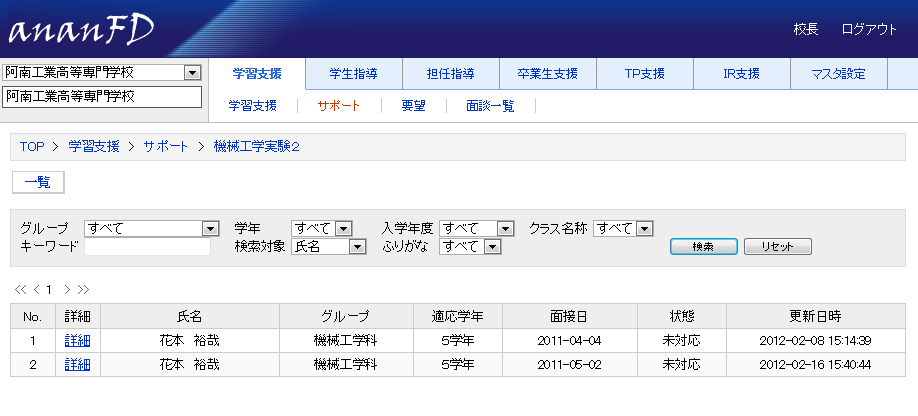 ananFD
校長 ログアウト
阿南工業高等専門学校
阿南工業高等専門学校
学習支援 学生指導 担任指導 卒業生支援 TP支援 IR支援 マスタ設定
学習支援 サポート 要望 面談一覧
TOP > 学習支援 > サポート > 機械工学実験2
一覧
グループ すべて 学年 すべて 入学年度 すべて クラス名称 すべて
キーワード 検索対象 氏名 ふりがな すべて 検索 リセット
<< < 1 > >>
No. 詳細 氏名 グループ 適応学年 面接日 状態 更新日時
1 詳細 花本 裕哉 機械工学科 5学年 2011-04-04 未対応 2012-02-08 15:14:39
2 詳細 花本 裕哉 機械工学科 5学年 2011-05-02 未対応 2012-02-16 15:40:44